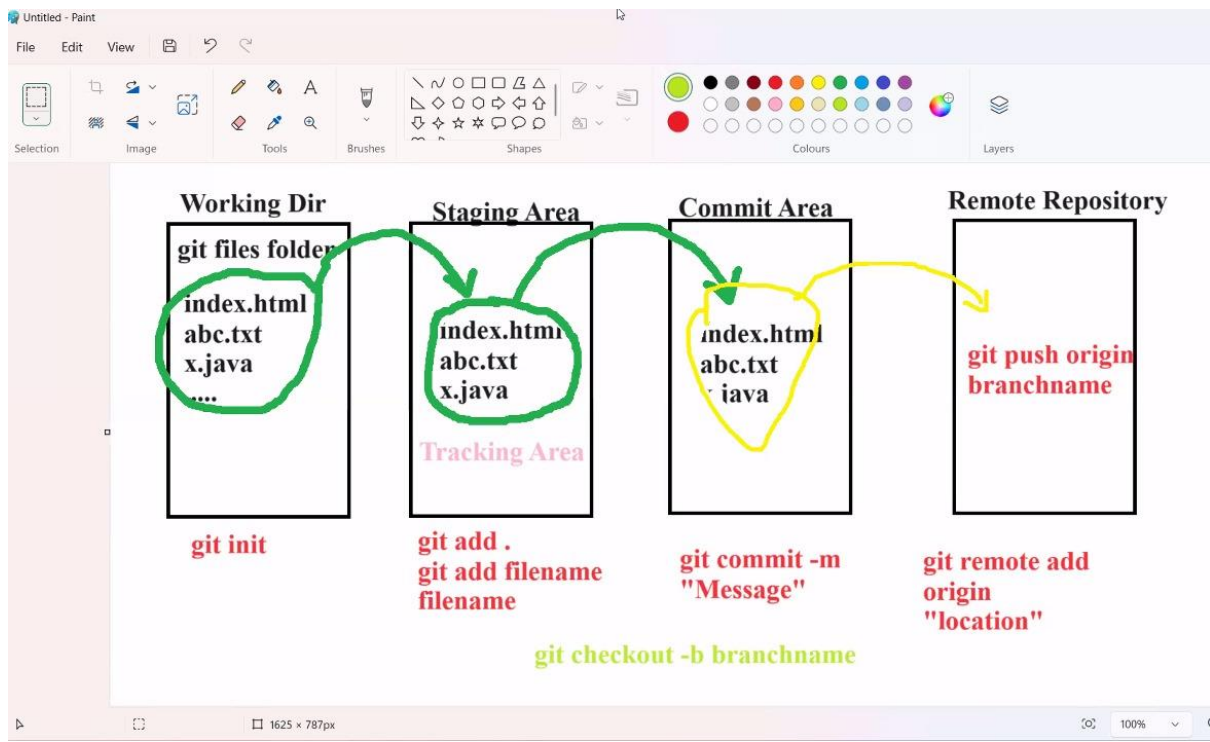 Untitled - Paint
File Edit View
Selection Image Tools Brushes Shapes Colours Layers
Working Dir
git files folder
index.html
abc.txt
x.java
....
git init
Staging Area
index.html
abc.txt
x.java
Tracking Area
git add .
git add filename
filename
Commit Area
index.html
abc.txt
x.java
git commit -m
"Message"
Remote Repository
git push origin
branchname
git remote add
origin
"location"
git checkout -b branchname
1625 × 787px
100%